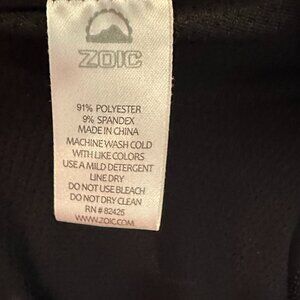 ZOIC
91% POLYESTER
9% SPANDEX
MADE IN CHINA
MACHINE WASH COLD
WITH LIKE COLORS
USE A MILD DETERGENT
LINE DRY
DO NOT USE BLEACH
DO NOT DRY CLEAN
RN # 82425
WWW.ZOIC.COM